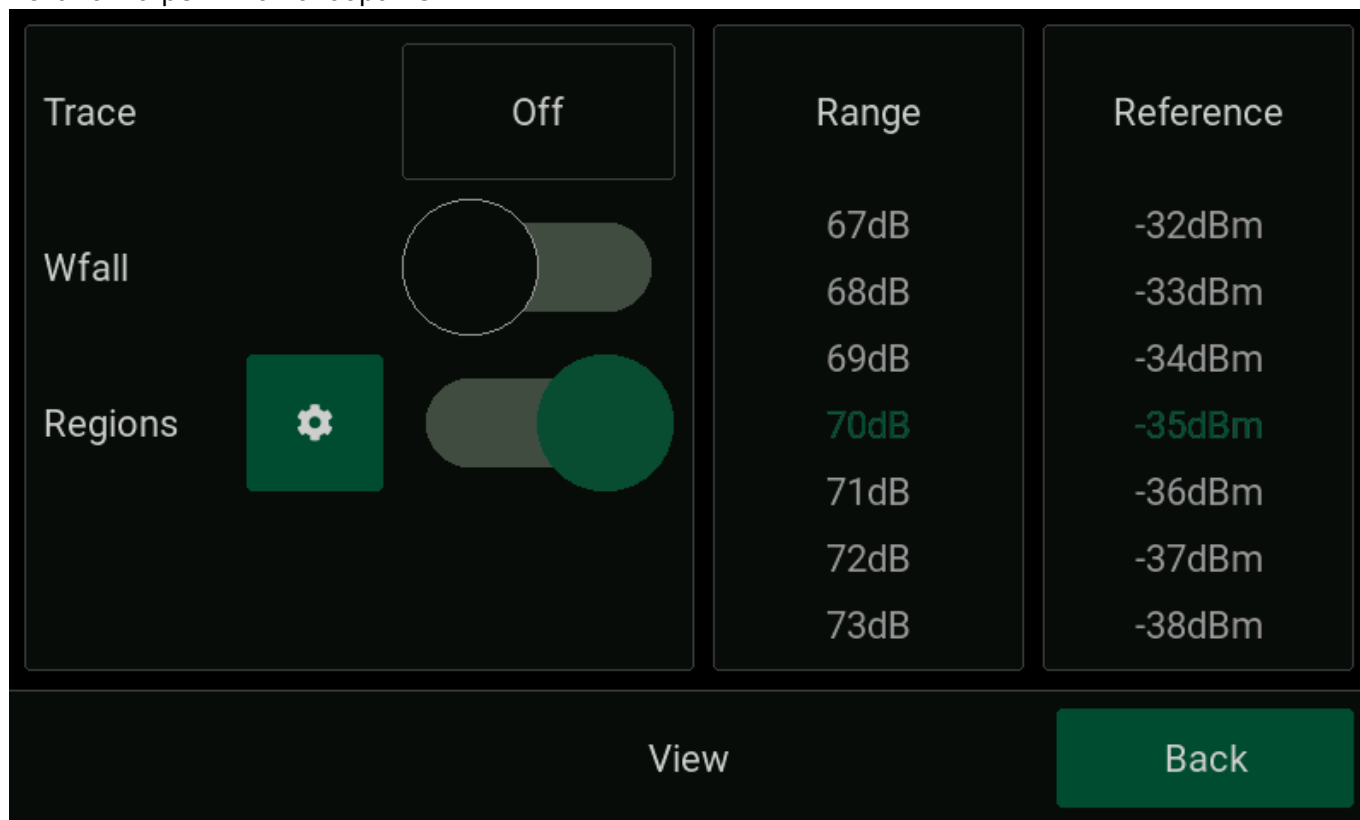 Trace
Off
Wfall
Regions
Range
67dB
68dB
69dB
70dB
71dB
72dB
73dB
Reference
-32dBm
-33dBm
-34dBm
-35dBm
-36dBm
-37dBm
-38dBm
View
Back